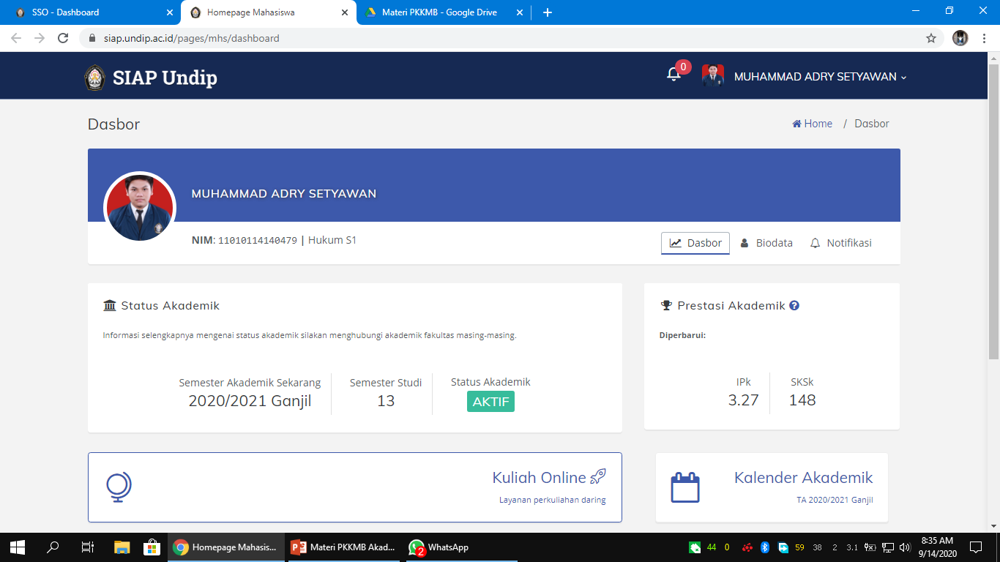 SSO - Dashboard
Homepage Mahasiswa
Materi PKKMB - Google Drive
siap.undip.ac.id/pages/mhs/dashboard
SIAP Undip
0
MUHAMMAD ADRY SETYAWAN
Dasbor
Home / Dasbor
MUHAMMAD ADRY SETYAWAN
NIM: 11010114140479 | Hukum S1
Dasbor
Biodata
Notifikasi
Status Akademik
Informasi selengkapnya mengenai status akademik silakan menghubungi akademik fakultas masing-masing.
Semester Akademik Sekarang
2020/2021 Ganjil
Semester Studi
13
Status Akademik
AKTIF
Prestasi Akademik
Diperbarui:
IPk
3.27
SKSk
148
Kuliah Online
Layanan perkuliahan daring
Kalender Akademik
TA 2020/2021 Ganjil
Homepage Mahasis...
Materi PKKMB Akad...
2
WhatsApp
44 0
59 38 2 3.1
8:35 AM
9/14/2020